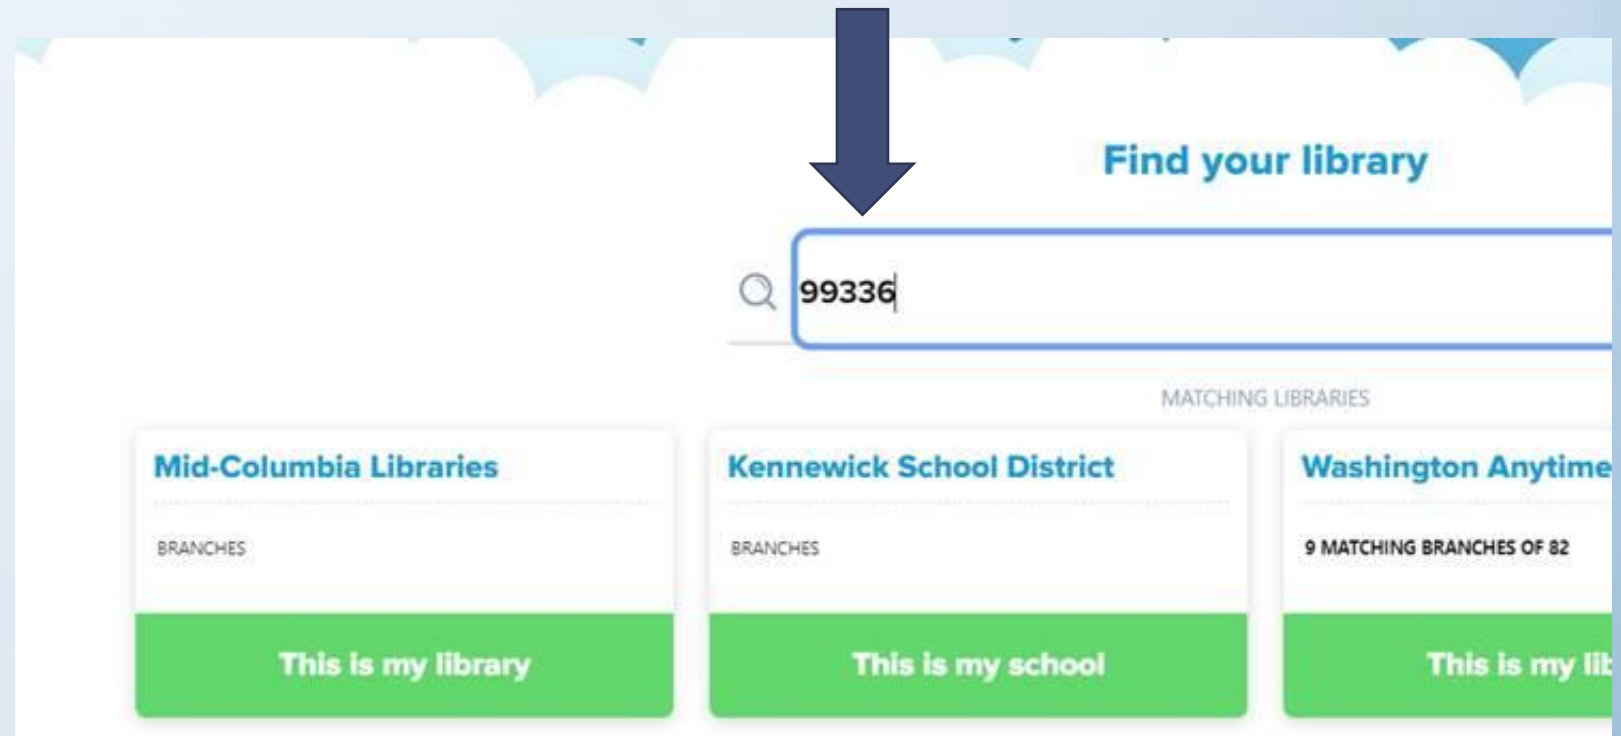 Find your library
99336
MATCHING LIBRARIES
Mid-Columbia Libraries
BRANCHES
This is my library
Kennewick School District
BRANCHES
This is my school
Washington Anytime
9 MATCHING BRANCHES OF 82
This is my